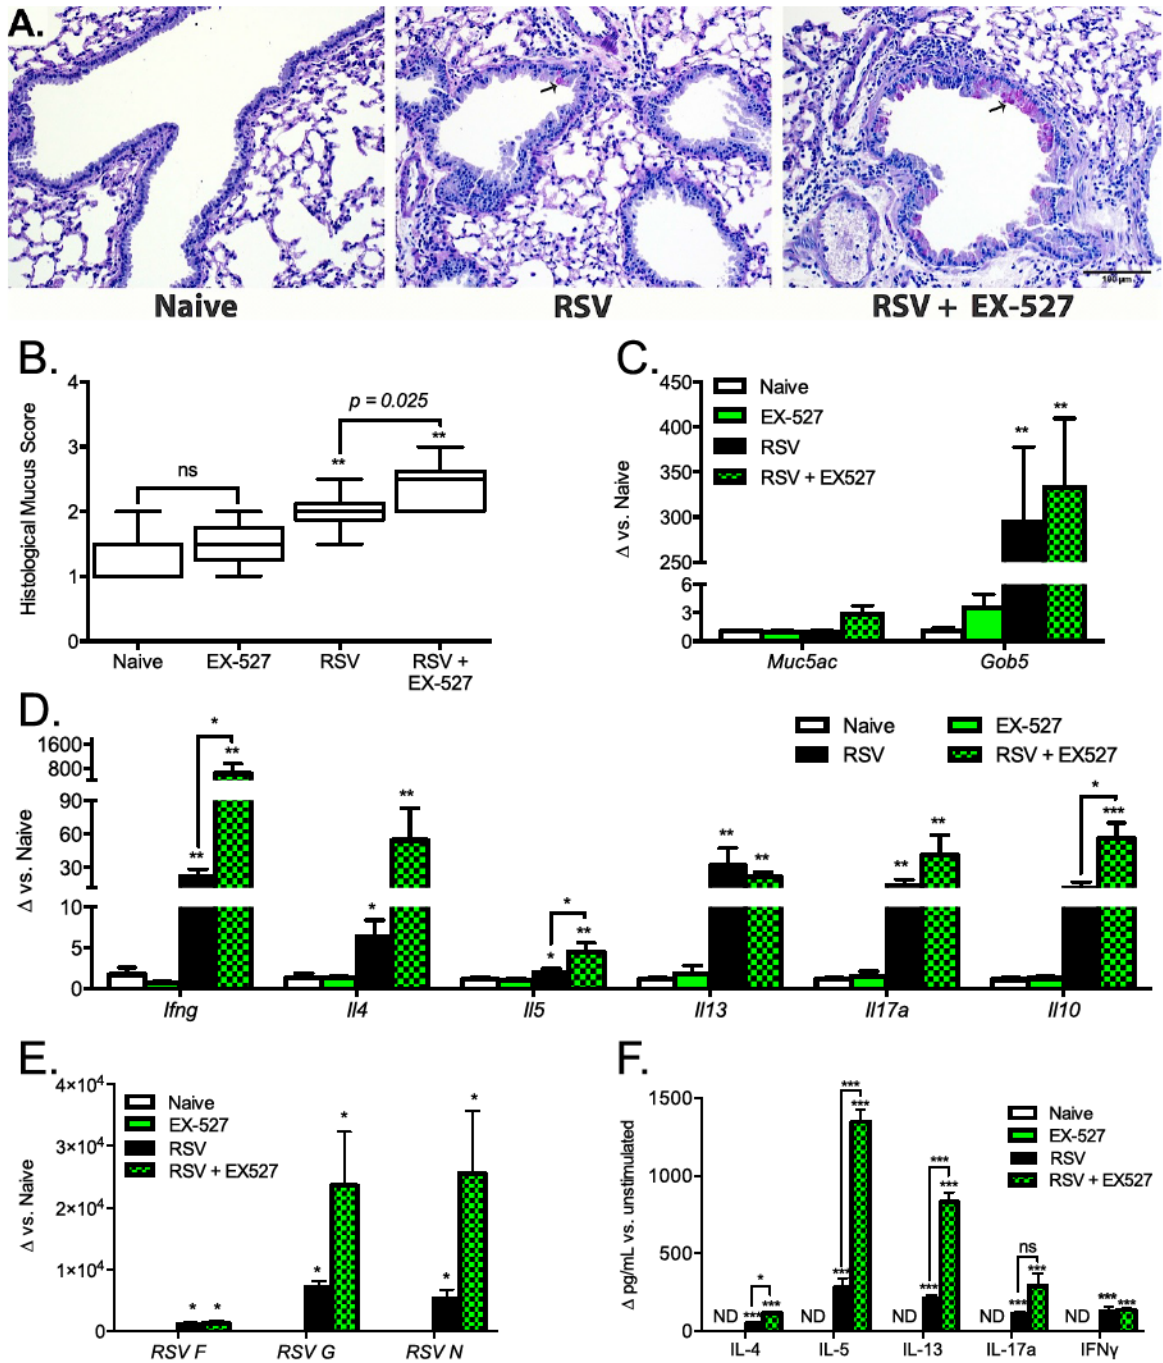 A.
100 µm
Naive
RSV
RSV + EX-527
B.
Histological Mucus Score
4
3
2
1
0
ns
**
p = 0.025
**
Naive
EX-527
RSV
RSV +
EX-527
C.
Δ vs. Naive
450
400
350
300
250
6
3
0
Naive
EX-527
RSV
RSV + EX527
**
**
Muc5ac
Gob5
D.
Δ vs. Naive
1600
800
90
60
30
10
5
0
Naive
EX-527
RSV
RSV + EX527
*
**
**
*
**
*
*
**
**
**
**
**
*
***
Ifng
Il4
Il5
Il13
Il17a
Il10
E.
Δ vs. Naive
4×10⁴
3×10⁴
2×10⁴
1×10⁴
0
Naive
EX-527
RSV
RSV + EX527
*
*
*
*
*
*
RSV F
RSV G
RSV N
F.
Δ pg/mL vs. unstimulated
1500
1000
500
0
Naive
EX-527
RSV
RSV + EX527
ND
***
*
***
ND
***
***
***
ND
***
***
***
ND
***
ns
***
ND
***
***
IL-4
IL-5
IL-13
IL-17a
IFNγ